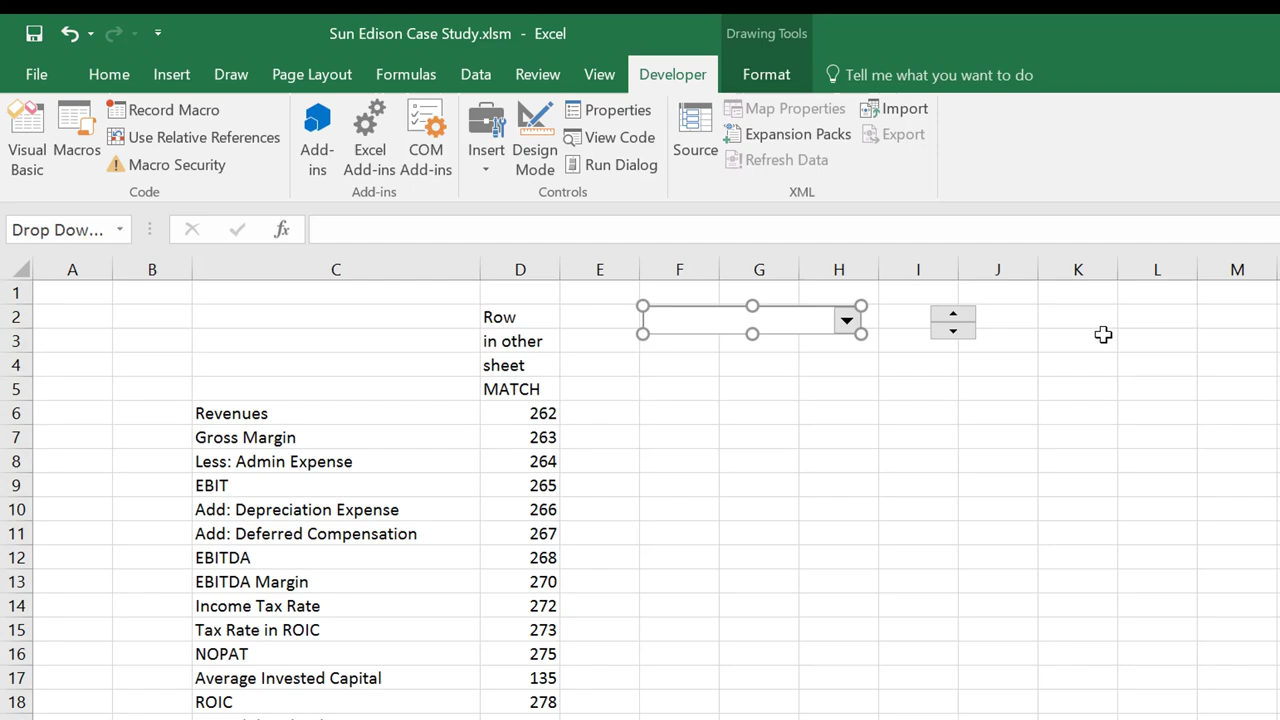 Sun Edison Case Study.xlsm - Excel
Drawing Tools
File Home Insert Draw Page Layout Formulas Data Review View Developer Format Tell me what you want to do
Visual Basic
Macros
Record Macro
Use Relative References
Macro Security
Code
Add-ins
Excel Add-ins
COM Add-ins
Add-ins
Insert
Design Mode
Properties
View Code
Run Dialog
Controls
Source
Map Properties
Expansion Packs
Refresh Data
Import
Export
XML
Drop Dow... fx
A B C D E F G H I J K L M
1
2 Row
3 in other
4 sheet
5 MATCH
6 Revenues 262
7 Gross Margin 263
8 Less: Admin Expense 264
9 EBIT 265
10 Add: Depreciation Expense 266
11 Add: Deferred Compensation 267
12 EBITDA 268
13 EBITDA Margin 270
14 Income Tax Rate 272
15 Tax Rate in ROIC 273
16 NOPAT 275
17 Average Invested Capital 135
18 ROIC 278